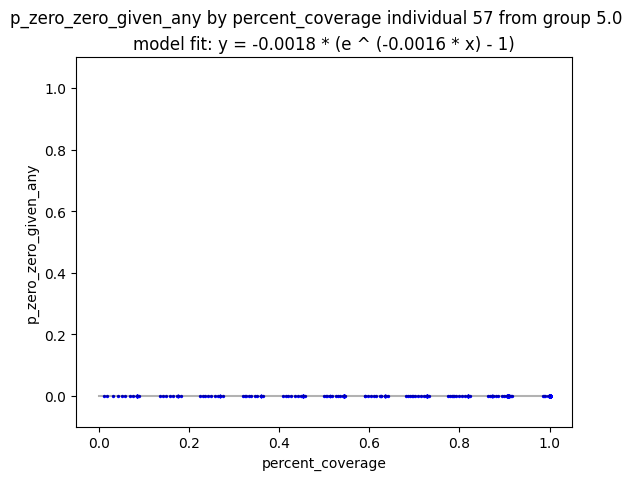 p_zero_zero_given_any by percent_coverage individual 57 from group 5.0
model fit: y = -0.0018 * (e ^ (-0.0016 * x) - 1)
1.0
0.8
0.6
0.4
0.2
0.0
p_zero_zero_given_any
0.0 0.2 0.4 0.6 0.8 1.0
percent_coverage